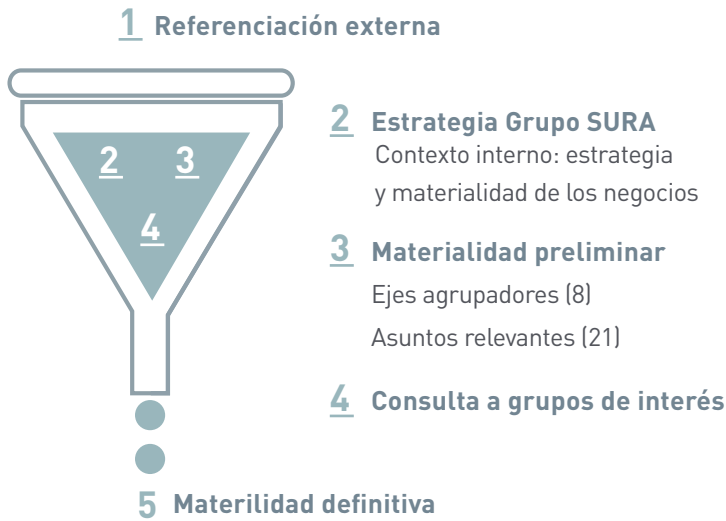 1 Referenciación externa
2 Estrategia Grupo SURA
Contexto interno: estrategia
y materialidad de los negocios
2 3
4
3 Materialidad preliminar
Ejes agrupadores (8)
Asuntos relevantes (21)
4 Consulta a grupos de interés
5 Materilidad definitiva